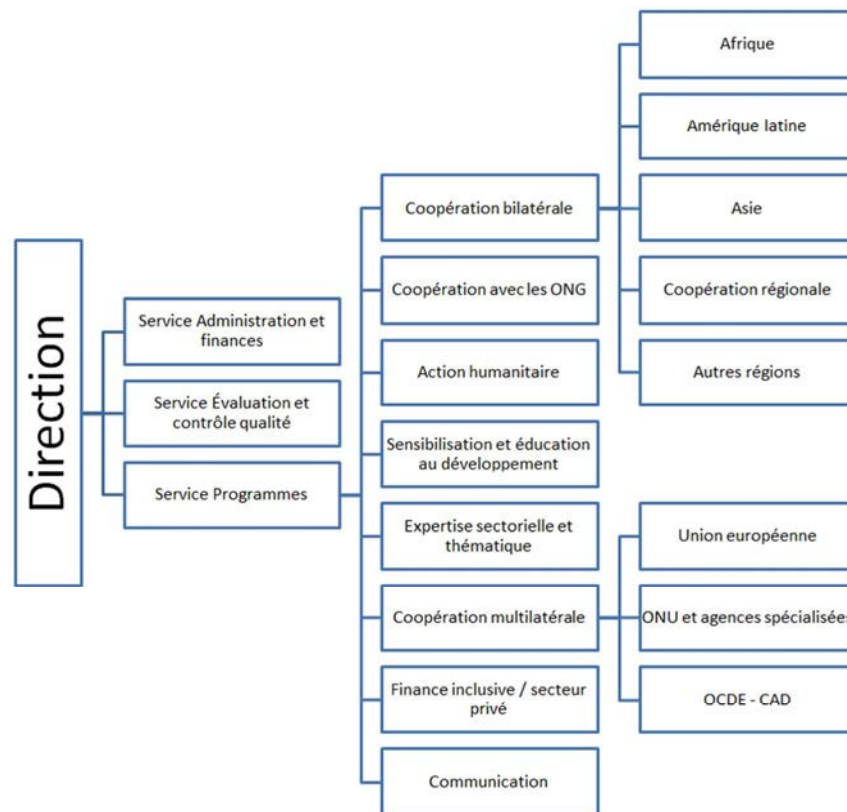 Direction
Service Administration et
finances
Service Évaluation et
contrôle qualité
Service Programmes
Coopération bilatérale
Coopération avec les ONG
Action humanitaire
Sensibilisation et éducation
au développement
Expertise sectorielle et
thématique
Coopération multilatérale
Finance inclusive / secteur
privé
Communication
Afrique
Amérique latine
Asie
Coopération régionale
Autres régions
Union européenne
ONU et agences spécialisées
OCDE - CAD